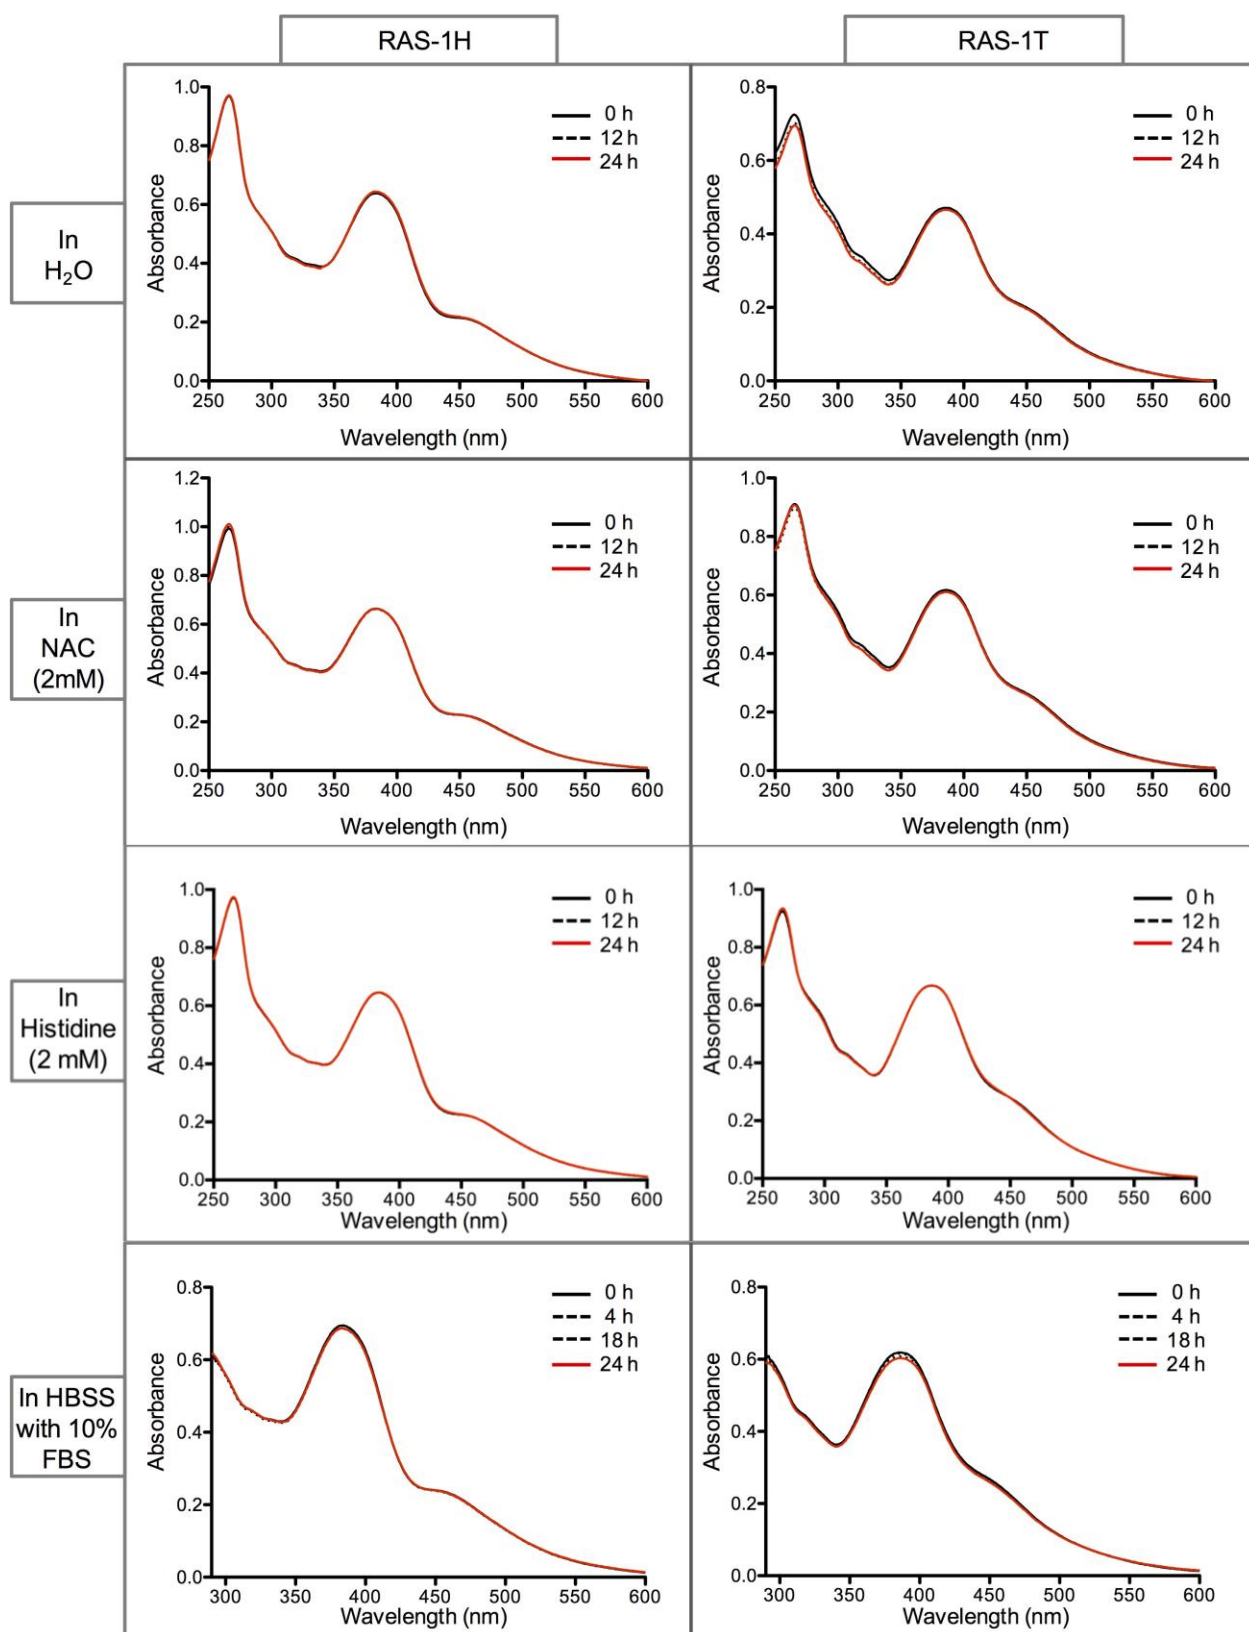 RAS-1H
RAS-1T
In
H₂O
1.0
0.8
0.6
0.4
0.2
0.0
Absorbance
0 h
12 h
24 h
250 300 350 400 450 500 550 600
Wavelength (nm)
0.8
0.6
0.4
0.2
0.0
Absorbance
0 h
12 h
24 h
250 300 350 400 450 500 550 600
Wavelength (nm)
In
NAC
(2mM)
1.2
1.0
0.8
0.6
0.4
0.2
0.0
Absorbance
0 h
12 h
24 h
250 300 350 400 450 500 550 600
Wavelength (nm)
1.0
0.8
0.6
0.4
0.2
0.0
Absorbance
0 h
12 h
24 h
250 300 350 400 450 500 550 600
Wavelength (nm)
In
Histidine
(2 mM)
1.0
0.8
0.6
0.4
0.2
0.0
Absorbance
0 h
12 h
24 h
250 300 350 400 450 500 550 600
Wavelength (nm)
1.0
0.8
0.6
0.4
0.2
0.0
Absorbance
0 h
12 h
24 h
250 300 350 400 450 500 550 600
Wavelength (nm)
In HBSS
with 10%
FBS
0.8
0.6
0.4
0.2
0.0
Absorbance
0 h
4 h
18 h
24 h
300 350 400 450 500 550 600
Wavelength (nm)
0.8
0.6
0.4
0.2
0.0
Absorbance
0 h
4 h
18 h
24 h
300 350 400 450 500 550 600
Wavelength (nm)